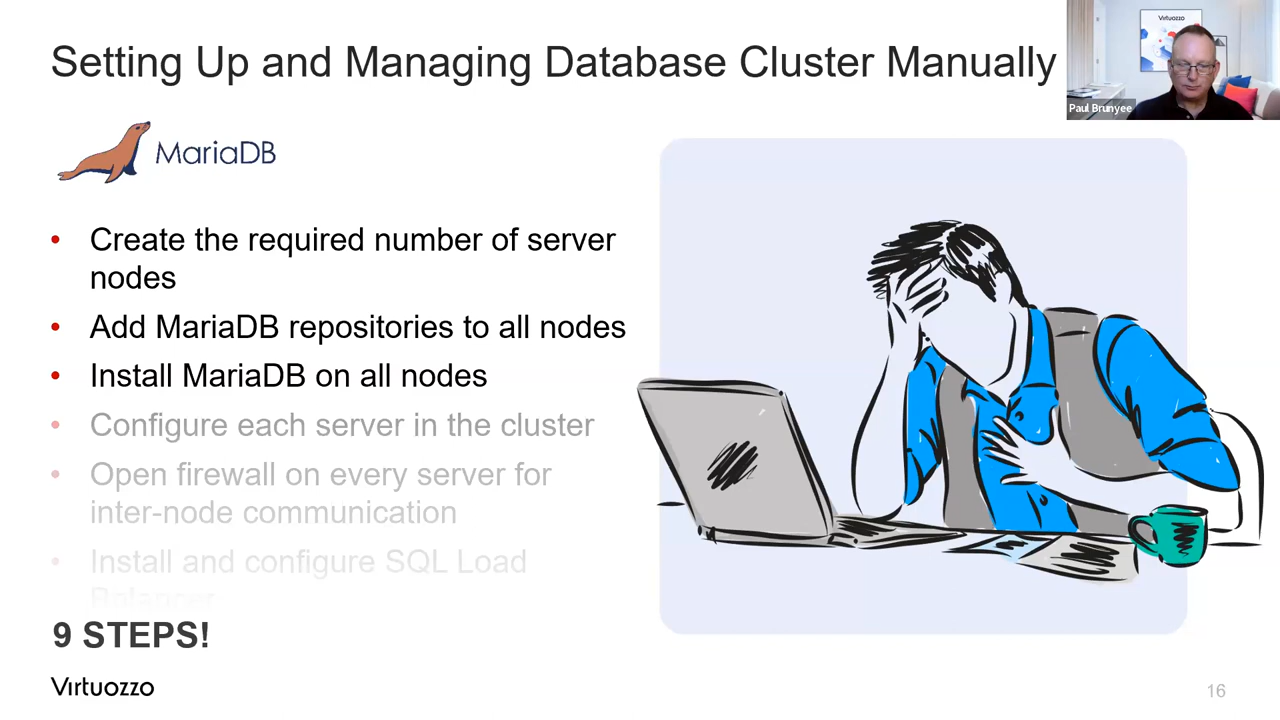 Setting Up and Managing Database Cluster Manually
Virtuozzo
Paul Brunyee
MariaDB
• Create the required number of server
nodes
• Add MariaDB repositories to all nodes
• Install MariaDB on all nodes
• Configure each server in the cluster
• Open firewall on every server for
inter-node communication
• Install and configure SQL Load
Balancer
9 STEPS!
Virtuozzo
16